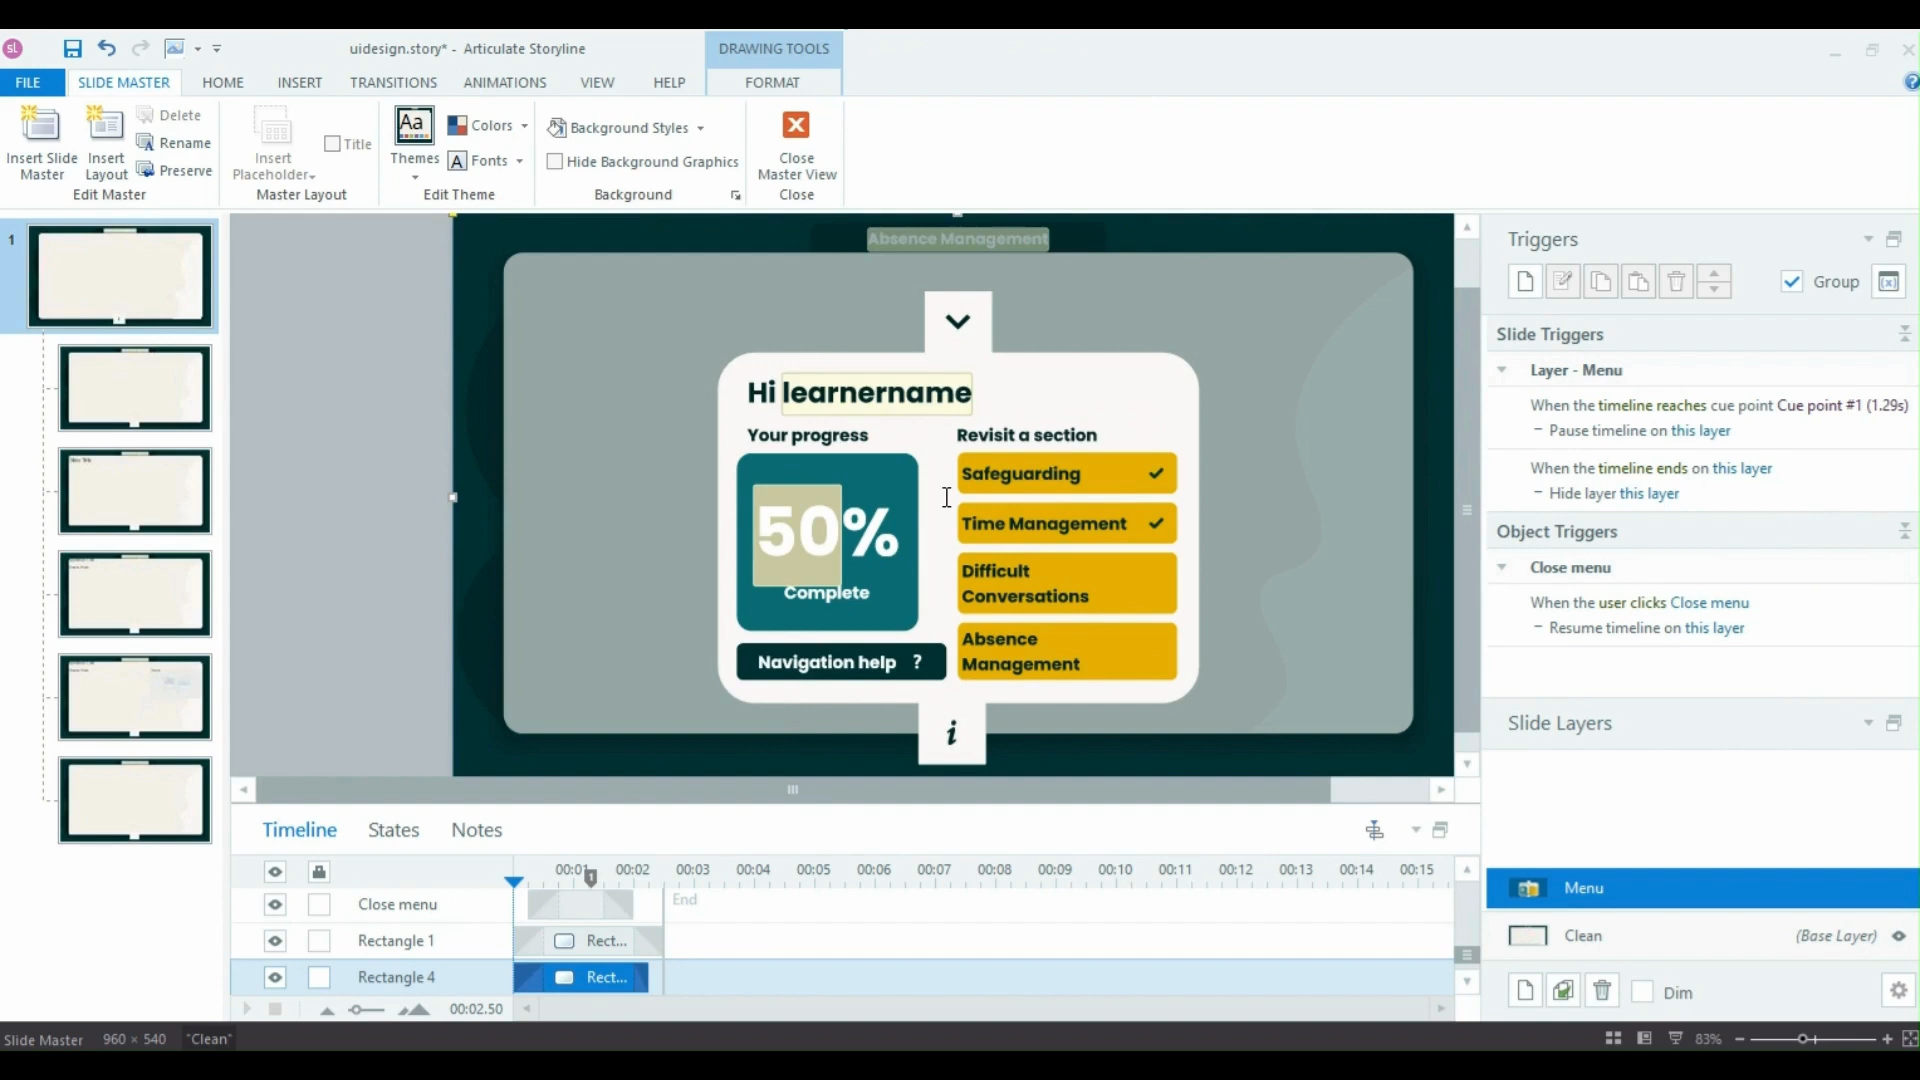 sl
uidesign.story* - Articulate Storyline
DRAWING TOOLS
FILE
SLIDE MASTER
HOME
INSERT
TRANSITIONS
ANIMATIONS
VIEW
HELP
FORMAT
Insert Slide Master
Insert Layout
Delete
Rename
Preserve
Edit Master
Insert Placeholder
Title
Master Layout
Aa
Themes
Colors
Fonts
Edit Theme
Background Styles
Hide Background Graphics
Background
Close Master View
Close
1
Absence Management
Hi learnername
Your progress
Revisit a section
50%
Complete
Safeguarding
Time Management
Difficult
Conversations
Absence
Management
Navigation help ?
i
Triggers
Group
(x)
Slide Triggers
Layer - Menu
When the timeline reaches cue point Cue point #1 (1.29s)
– Pause timeline on this layer
When the timeline ends on this layer
– Hide layer this layer
Object Triggers
Close menu
When the user clicks Close menu
– Resume timeline on this layer
Slide Layers
Menu
Clean
(Base Layer)
Dim
Timeline
States
Notes
00:01 00:02 00:03 00:04 00:05 00:06 00:07 00:08 00:09 00:10 00:11 00:12 00:13 00:14 00:15
1
Close menu
End
Rectangle 1
Rect...
Rectangle 4
Rect...
00:02.50
Slide Master
960 × 540
"Clean"
83%